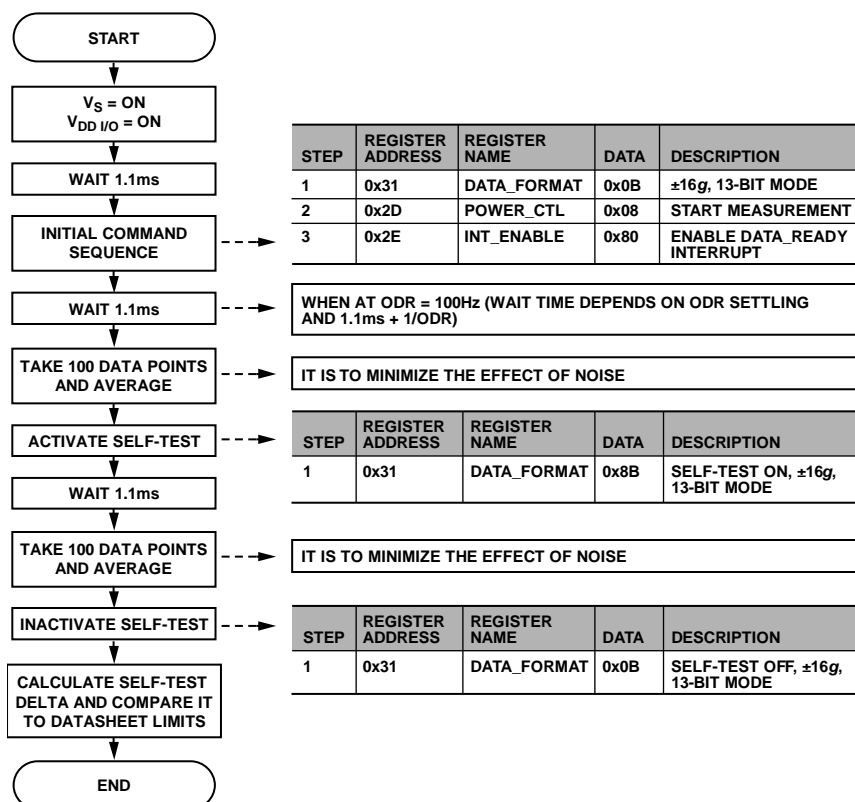 START
V_S = ON
V_DD I/O = ON
WAIT 1.1ms
INITIAL COMMAND
SEQUENCE
STEP REGISTER ADDRESS REGISTER NAME DATA DESCRIPTION
1 0x31 DATA_FORMAT 0x0B ±16g, 13-BIT MODE
2 0x2D POWER_CTL 0x08 START MEASUREMENT
3 0x2E INT_ENABLE 0x80 ENABLE DATA_READY
INTERRUPT
WAIT 1.1ms
WHEN AT ODR = 100Hz (WAIT TIME DEPENDS ON ODR SETTLING
AND 1.1ms + 1/ODR)
TAKE 100 DATA POINTS
AND AVERAGE
IT IS TO MINIMIZE THE EFFECT OF NOISE
ACTIVATE SELF-TEST
STEP REGISTER ADDRESS REGISTER NAME DATA DESCRIPTION
1 0x31 DATA_FORMAT 0x8B SELF-TEST ON, ±16g,
13-BIT MODE
WAIT 1.1ms
TAKE 100 DATA POINTS
AND AVERAGE
IT IS TO MINIMIZE THE EFFECT OF NOISE
INACTIVATE SELF-TEST
STEP REGISTER ADDRESS REGISTER NAME DATA DESCRIPTION
1 0x31 DATA_FORMAT 0x0B SELF-TEST OFF, ±16g,
13-BIT MODE
CALCULATE SELF-TEST
DELTA AND COMPARE IT
TO DATASHEET LIMITS
END